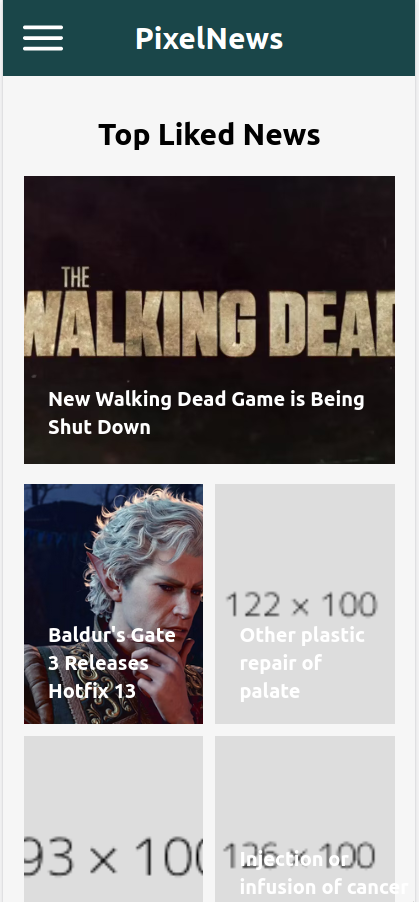 PixelNews
Top Liked News
THE
WALKING DEAD
New Walking Dead Game is Being
Shut Down
Baldur's Gate
3 Releases
Hotfix 13
122 × 100
Other plastic
repair of
palate
93 × 100
126 × 100
Injection or
infusion of cancer